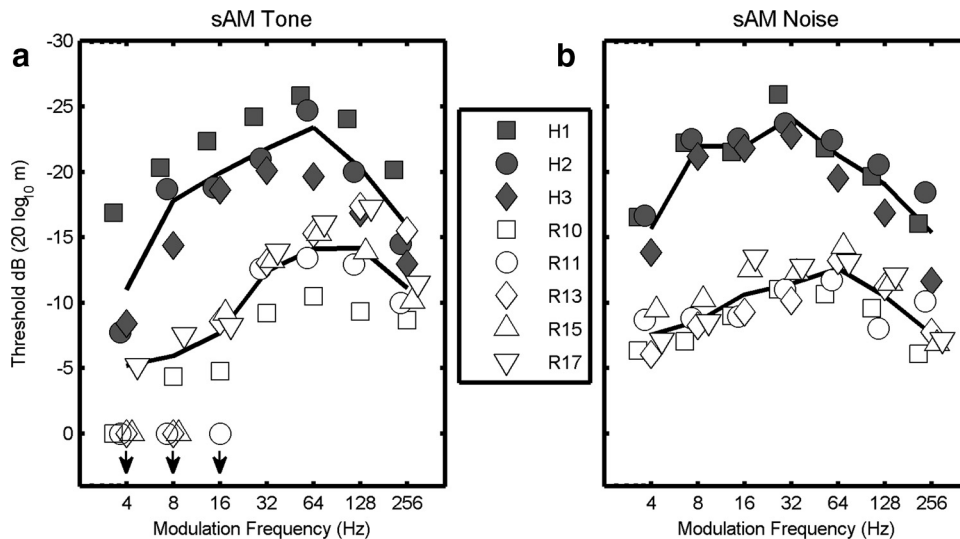 sAM Tone
sAM Noise
a
b
-30
-25
-20
-15
-10
-5
0
Threshold dB (20 log10 m)
4 8 16 32 64 128 256
Modulation Frequency (Hz)
H1
H2
H3
R10
R11
R13
R15
R17
4 8 16 32 64 128 256
Modulation Frequency (Hz)